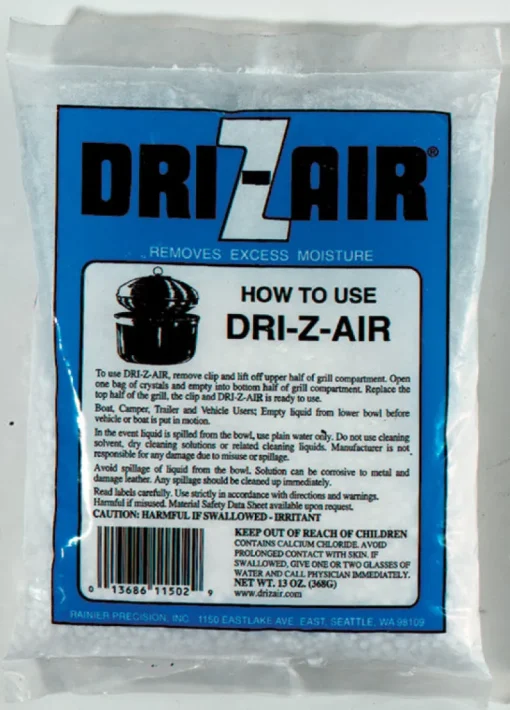 DRI-Z-AIR®
REMOVES EXCESS MOISTURE
HOW TO USE
DRI-Z-AIR
To use DRI-Z-AIR, remove clip and lift off upper half of grill compartment. Open
one bag of crystals and empty into bottom half of grill compartment. Replace the
top half of the grill, the clip and DRI-Z-AIR is ready to use.
Boat, Camper, Trailer and Vehicle Users; Empty liquid from lower bowl before
vehicle or boat is put in motion.
In the event liquid is spilled from the bowl, use plain water only. Do not use cleaning
solvent, dry cleaning solutions or related cleaning liquids. Manufacturer is not
responsible for any damage due to misuse or spillage.
Avoid spillage of liquid from the bowl. Solution can be corrosive to metal and
damage leather. Any spillage should be cleaned up immediately.
Read labels carefully. Use strictly in accordance with directions and warnings.
Harmful if misused. Material Safety Data Sheet available upon request.
CAUTION: HARMFUL IF SWALLOWED - IRRITANT
KEEP OUT OF REACH OF CHILDREN
CONTAINS CALCIUM CHLORIDE. AVOID
PROLONGED CONTACT WITH SKIN. IF
SWALLOWED, GIVE ONE OR TWO GLASSES OF
WATER AND CALL PHYSICIAN IMMEDIATELY.
NET WT. 13 OZ. (368G)
www.drizair.com
0 13686 11502 9
RAINIER PRECISION, INC. 1150 EASTLAKE AVE. EAST, SEATTLE, WA 98109